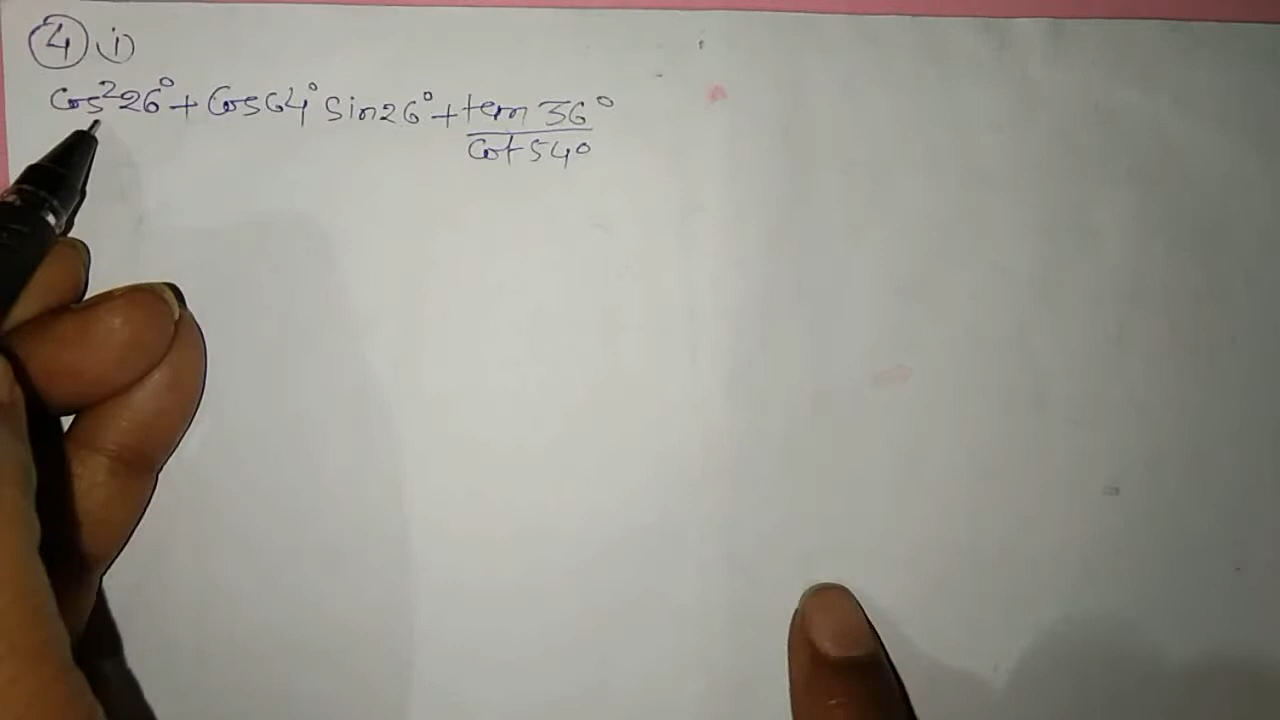 ④ (i)
cos²26° + cos64° sin26° + tan 36°
cot 54°